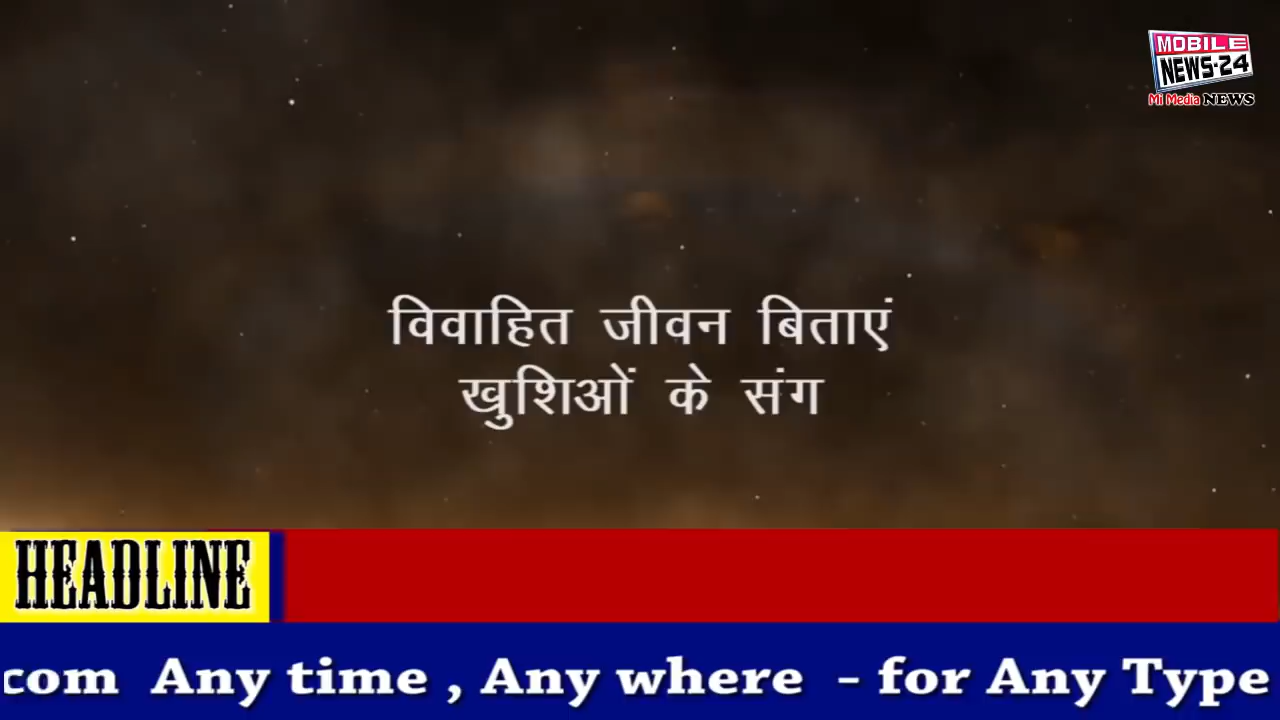 MOBILE
NEWS-24
Mi Media NEWS
विवाहित जीवन बिताएं
खुशिओं के संग
HEADLINE
com Any time , Any where - for Any Type